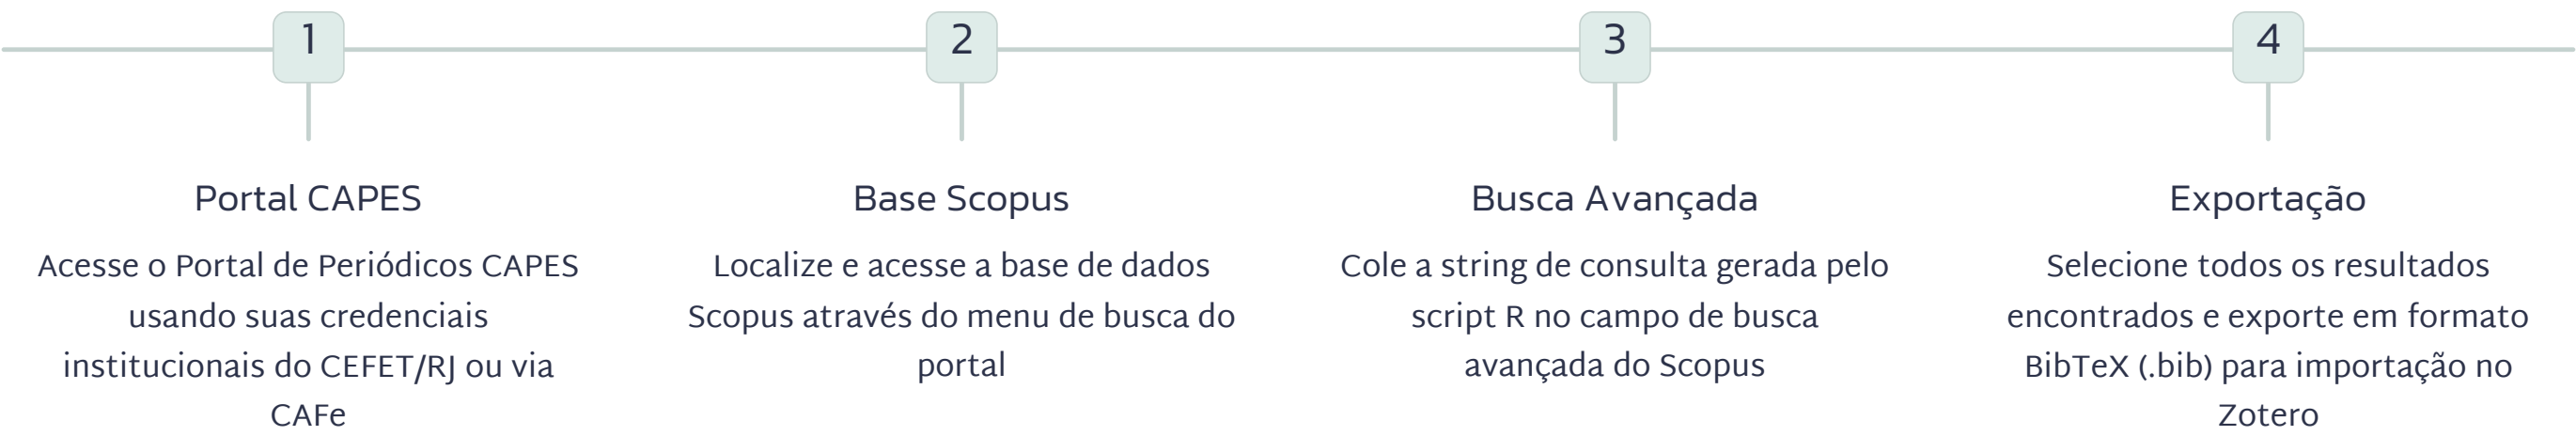 1
Portal CAPES
Acesse o Portal de Periódicos CAPES
usando suas credenciais
institucionais do CEFET/RJ ou via
CAFe
2
Base Scopus
Localize e acesse a base de dados
Scopus através do menu de busca do
portal
3
Busca Avançada
Cole a string de consulta gerada pelo
script R no campo de busca
avançada do Scopus
4
Exportação
Selecione todos os resultados
encontrados e exporte em formato
BibTeX (.bib) para importação no
Zotero